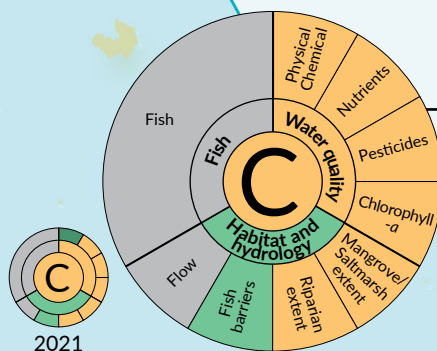 Physical
Chemical
Nutrients
Pesticides
Chlorophyll
-a
Mangrove/
Saltmarsh
extent
Riparian
extent
Fish
barriers
Flow
Fish
Fish
Water quality
Habitat and
hydrology
C
C
2021